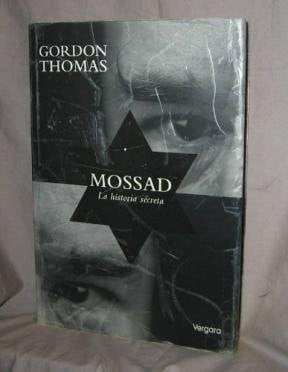 GORDON
THOMAS
MOSSAD
La historia secreta
Vergara